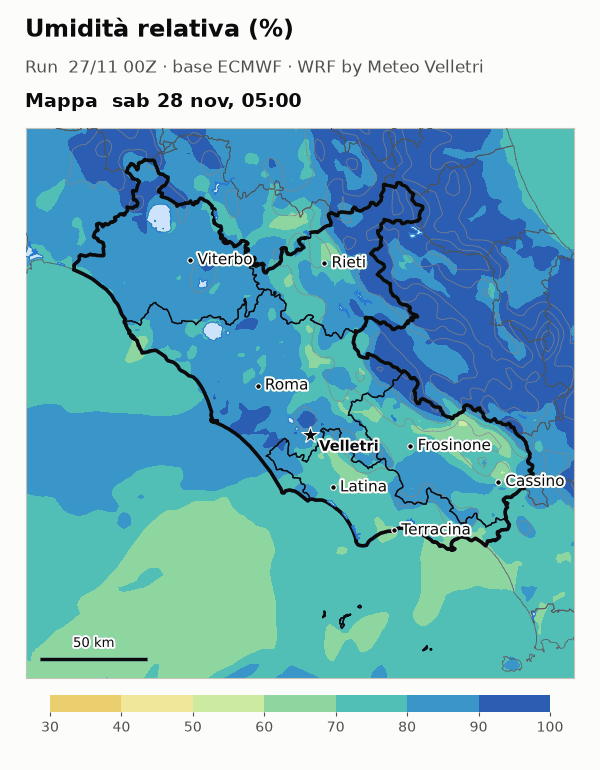 Umidità relativa (%)
Run  27/11 00Z · base ECMWF · WRF by Meteo Velletri
Mappa  sab 28 nov, 05:00
Viterbo
Rieti
Roma
Velletri
Frosinone
Latina
Cassino
Terracina
50 km
30 40 50 60 70 80 90 100